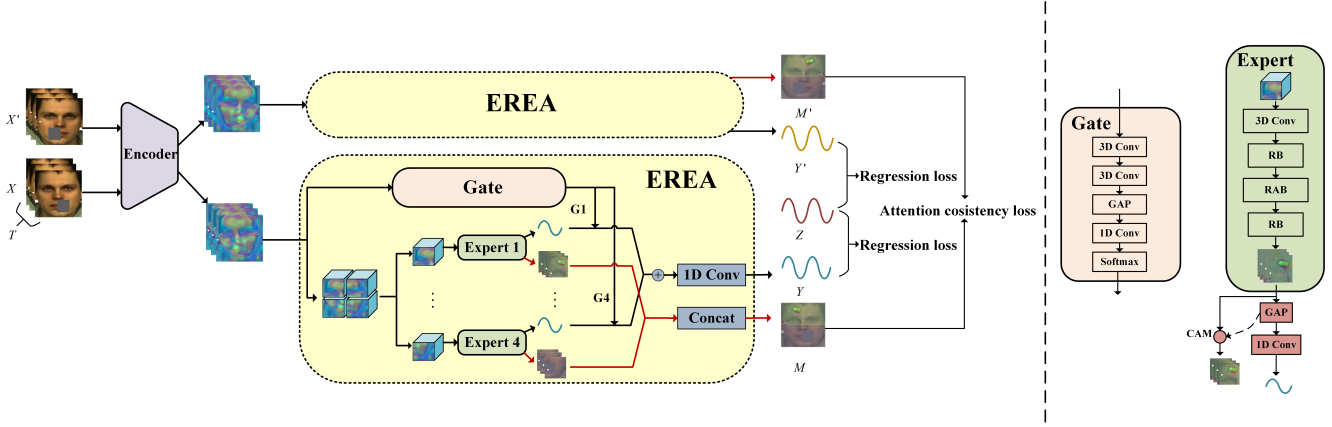 X'
X
T
Encoder
EREA
EREA
Gate
G1
Expert 1
⋮
⋮
G4
Expert 4
+
1D Conv
Concat
M'
Y'
Regression loss
Z
Attention cosistency loss
Regression loss
Y
M
Gate
3D Conv
3D Conv
GAP
1D Conv
Softmax
Expert
3D Conv
RB
RAB
RB
GAP
CAM
1D Conv